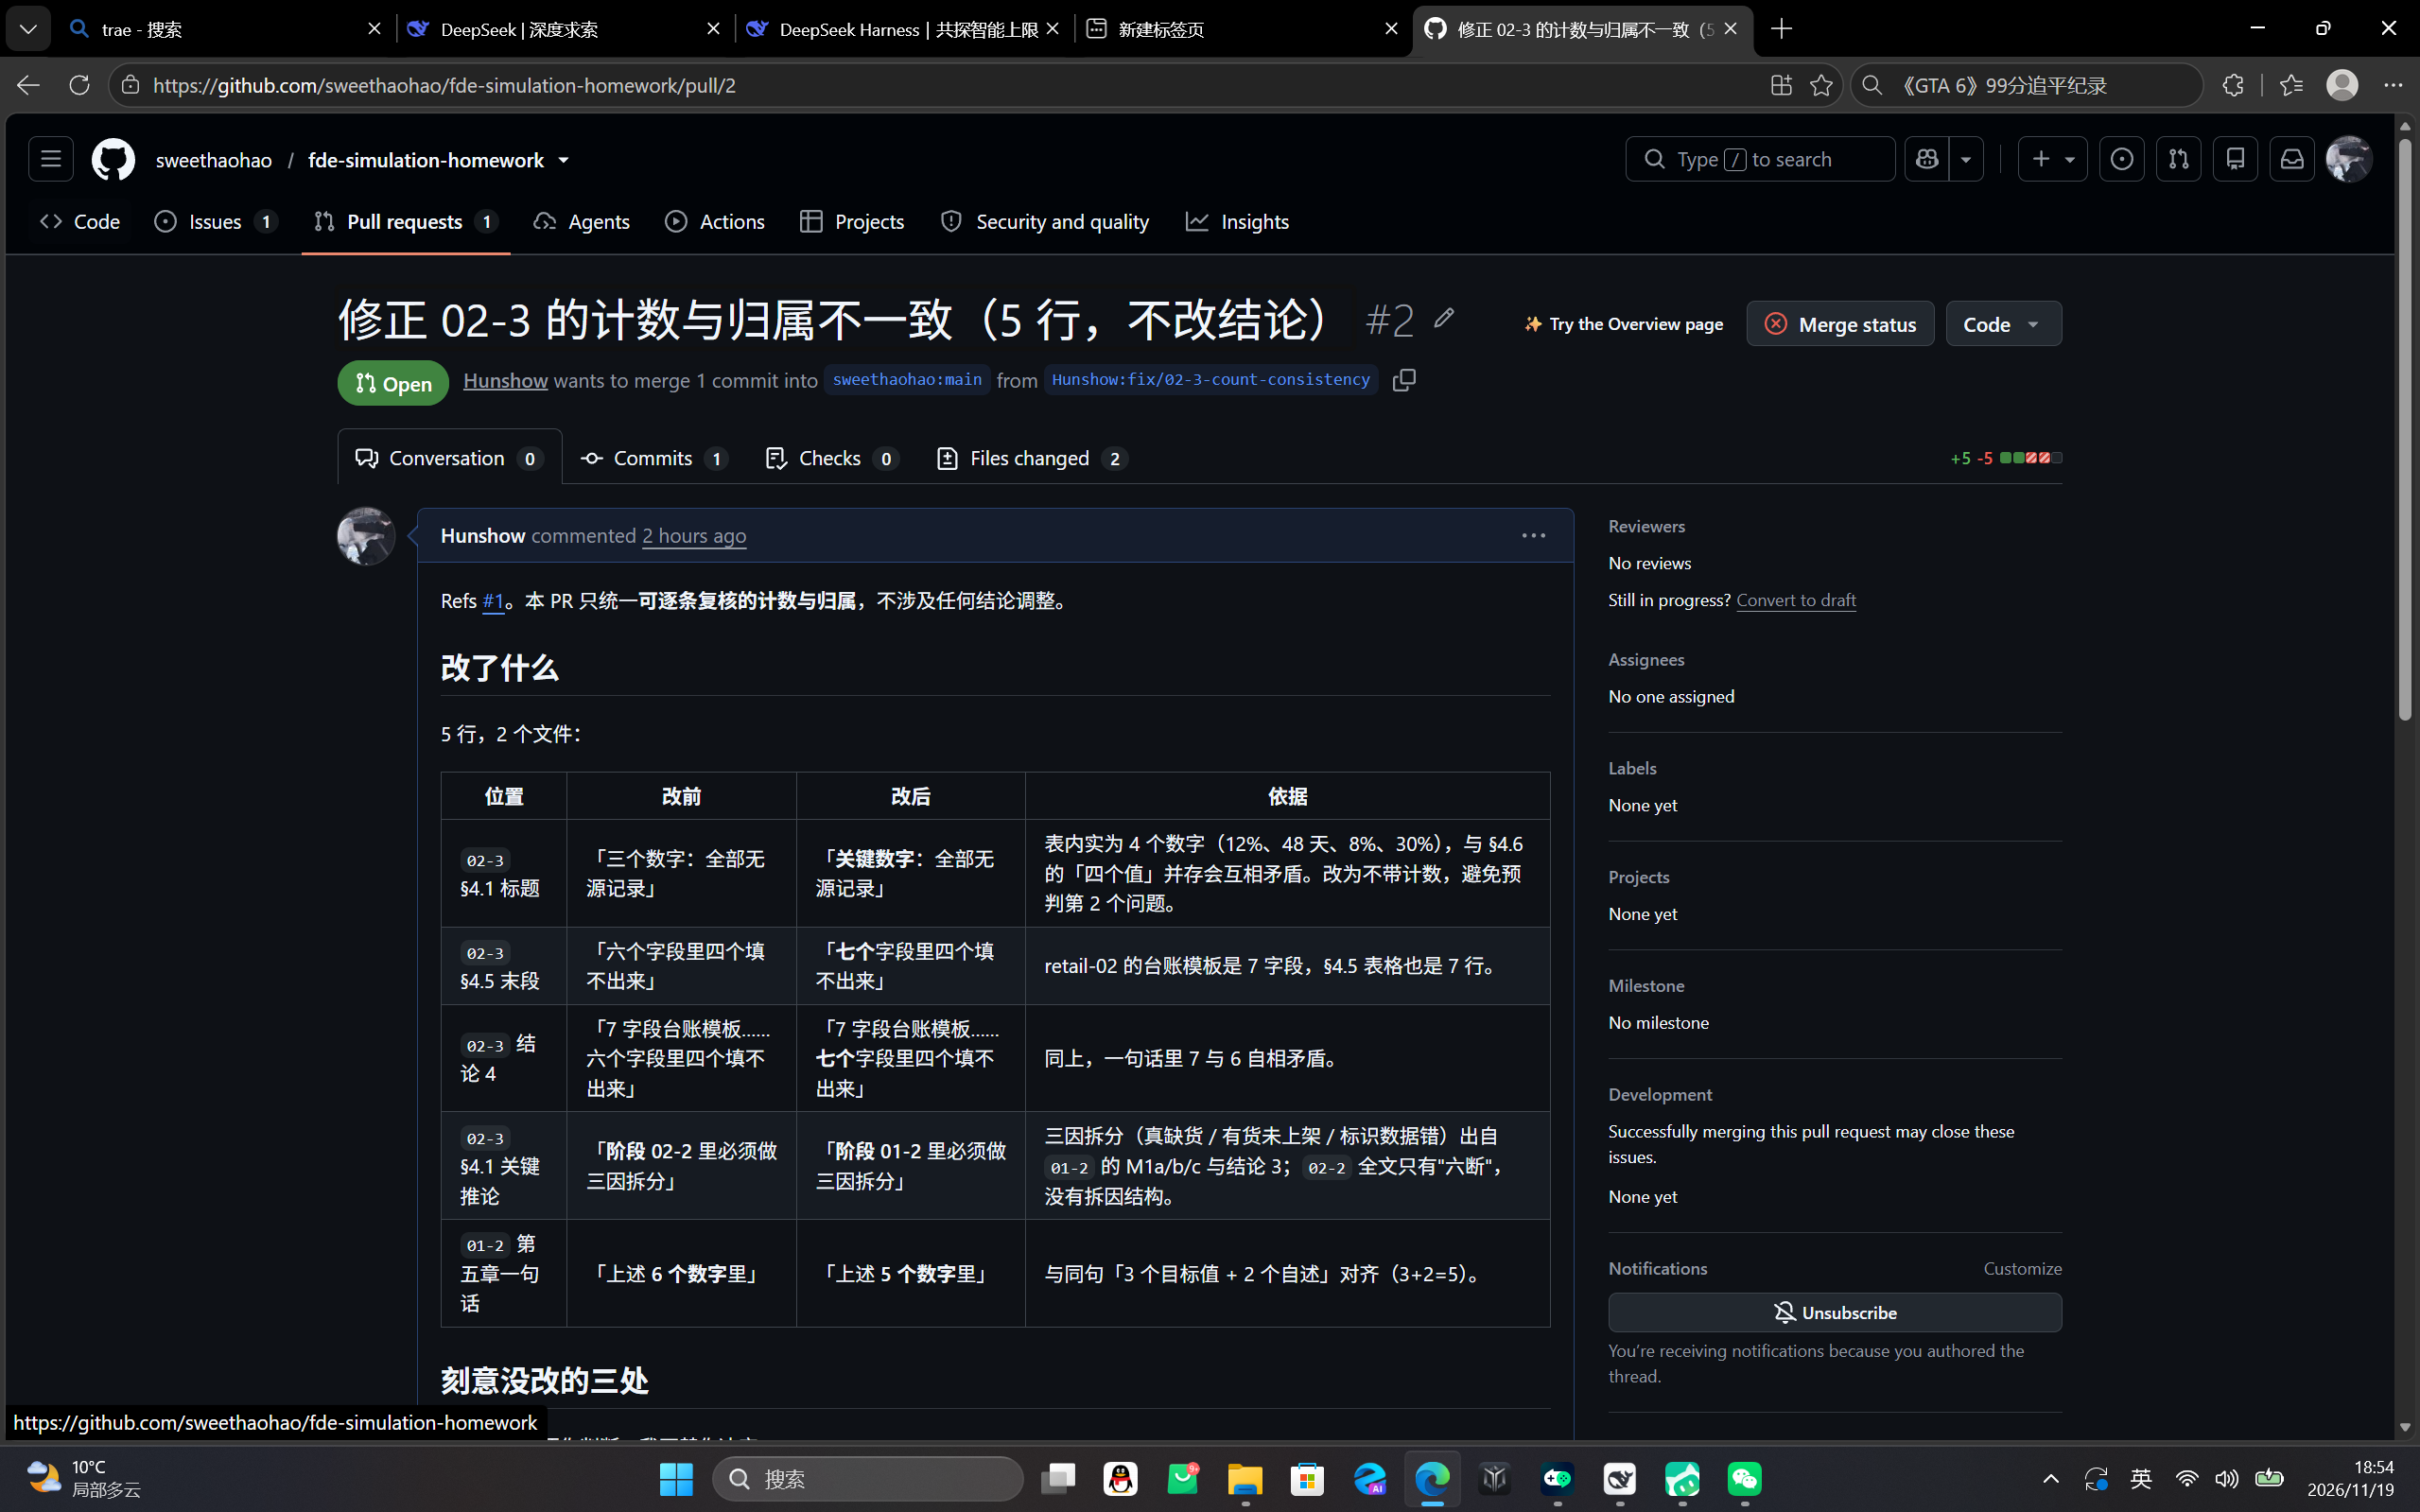 trae - 搜索
DeepSeek | 深度求索
DeepSeek Harness | 共探智能上限
新建标签页
修正 02-3 的计数与归属不一致（5
https://github.com/sweethaohao/fde-simulation-homework/pull/2
《GTA 6》99分追平纪录
sweethaohao / fde-simulation-homework
Type / to search
Code
Issues 1
Pull requests 1
Agents
Actions
Projects
Security and quality
Insights
修正 02-3 的计数与归属不一致（5 行，不改结论） #2
Try the Overview page
Merge status
Code
Open
Hunshow wants to merge 1 commit into sweethaohao:main from Hunshow:fix/02-3-count-consistency
Conversation 0
Commits 1
Checks 0
Files changed 2
+5 -5
Hunshow commented 2 hours ago
Refs #1。本 PR 只统一可逐条复核的计数与归属，不涉及任何结论调整。
改了什么
5 行，2 个文件：
位置
改前
改后
依据
02-3
§4.1 标题
「三个数字：全部无
源记录」
「关键数字：全部无
源记录」
表内实为 4 个数字（12%、48 天、8%、30%），与 §4.6
的「四个值」并存会互相矛盾。改为不带计数，避免预
判第 2 个问题。
02-3
§4.5 末段
「六个字段里四个填
不出来」
「七个字段里四个填
不出来」
retail-02 的台账模板是 7 字段，§4.5 表格也是 7 行。
02-3 结
论 4
「7 字段台账模板……
六个字段里四个填不
出来」
「7 字段台账模板……
七个字段里四个填不
出来」
同上，一句话里 7 与 6 自相矛盾。
02-3
§4.1 关键
推论
「阶段 02-2 里必须做
三因拆分」
「阶段 01-2 里必须做
三因拆分」
三因拆分（真缺货 / 有货未上架 / 标识数据错）出自
01-2 的 M1a/b/c 与结论 3；02-2 全文只有"六断"，
没有拆因结构。
01-2 第
五章一句
话
「上述 6 个数字里」
「上述 5 个数字里」
与同句「3 个目标值 + 2 个自述」对齐（3+2=5）。
刻意没改的三处
Reviewers
No reviews
Still in progress? Convert to draft
Assignees
No one assigned
Labels
None yet
Projects
None yet
Milestone
No milestone
Development
Successfully merging this pull request may close these
issues.
None yet
Notifications
Customize
Unsubscribe
You're receiving notifications because you authored the
thread.
https://github.com/sweethaohao/fde-simulation-homework
10°C
局部多云
搜索
9+
AI
英
18:54
2026/11/19